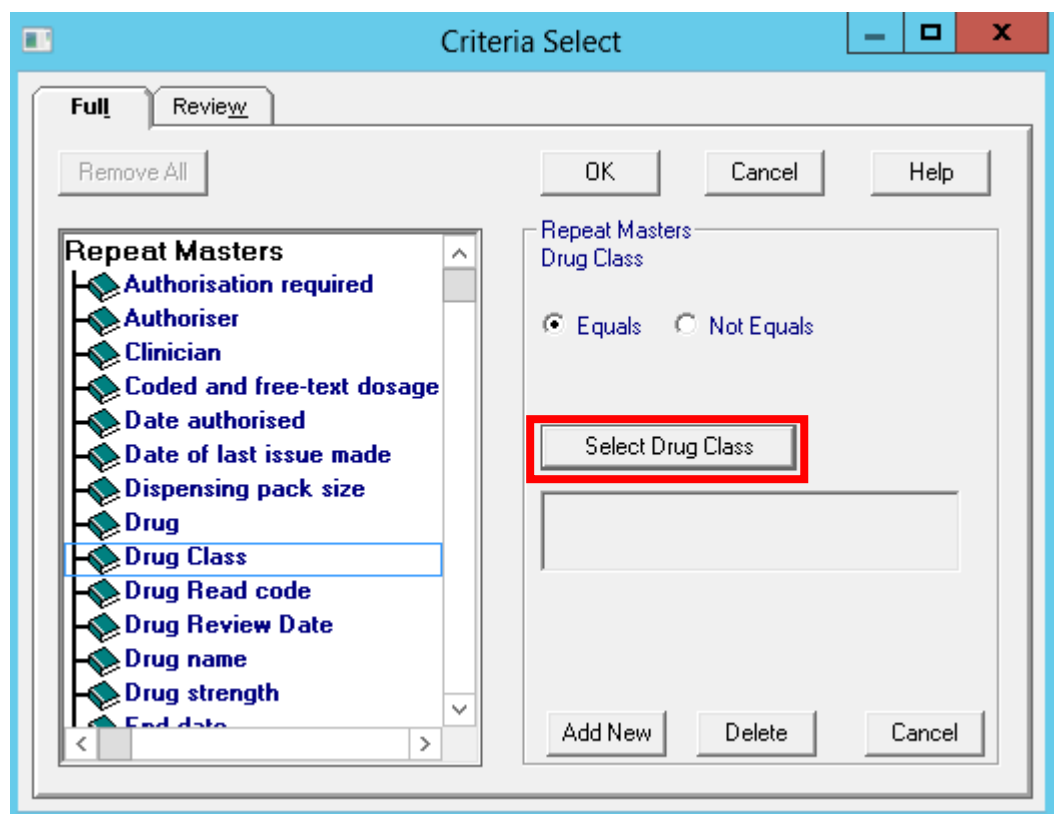 Criteria Select
Full Review
Remove All OK Cancel Help
Repeat Masters
Authorisation required
Authoriser
Clinician
Coded and free-text dosage
Date authorised
Date of last issue made
Dispensing pack size
Drug
Drug Class
Drug Read code
Drug Review Date
Drug name
Drug strength
End date
Repeat Masters
Drug Class
Equals Not Equals
Select Drug Class
Add New Delete Cancel